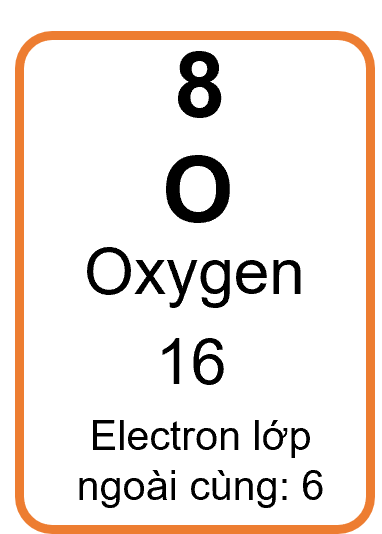 8
O
Oxygen
16
Electron lớp
ngoài cùng: 6